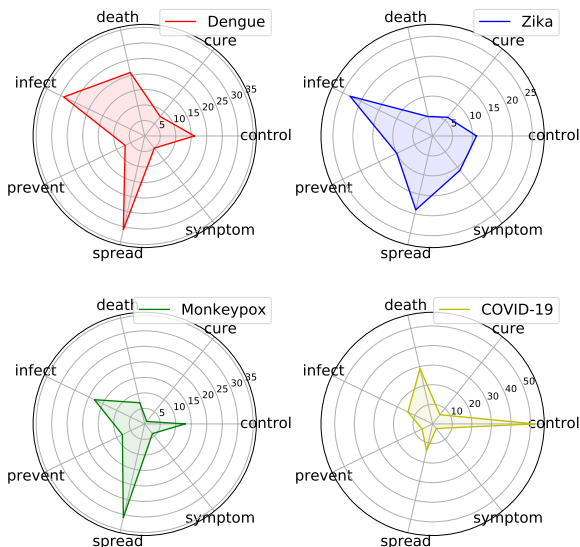 Dengue
death
cure
infect
control
prevent
spread
symptom
5
10
15
20
25
30
35
Zika
death
cure
infect
control
prevent
spread
symptom
5
10
15
20
25
Monkeypox
death
cure
infect
control
prevent
spread
symptom
5
10
15
20
25
30
35
COVID-19
death
cure
infect
control
prevent
spread
symptom
10
20
30
40
50